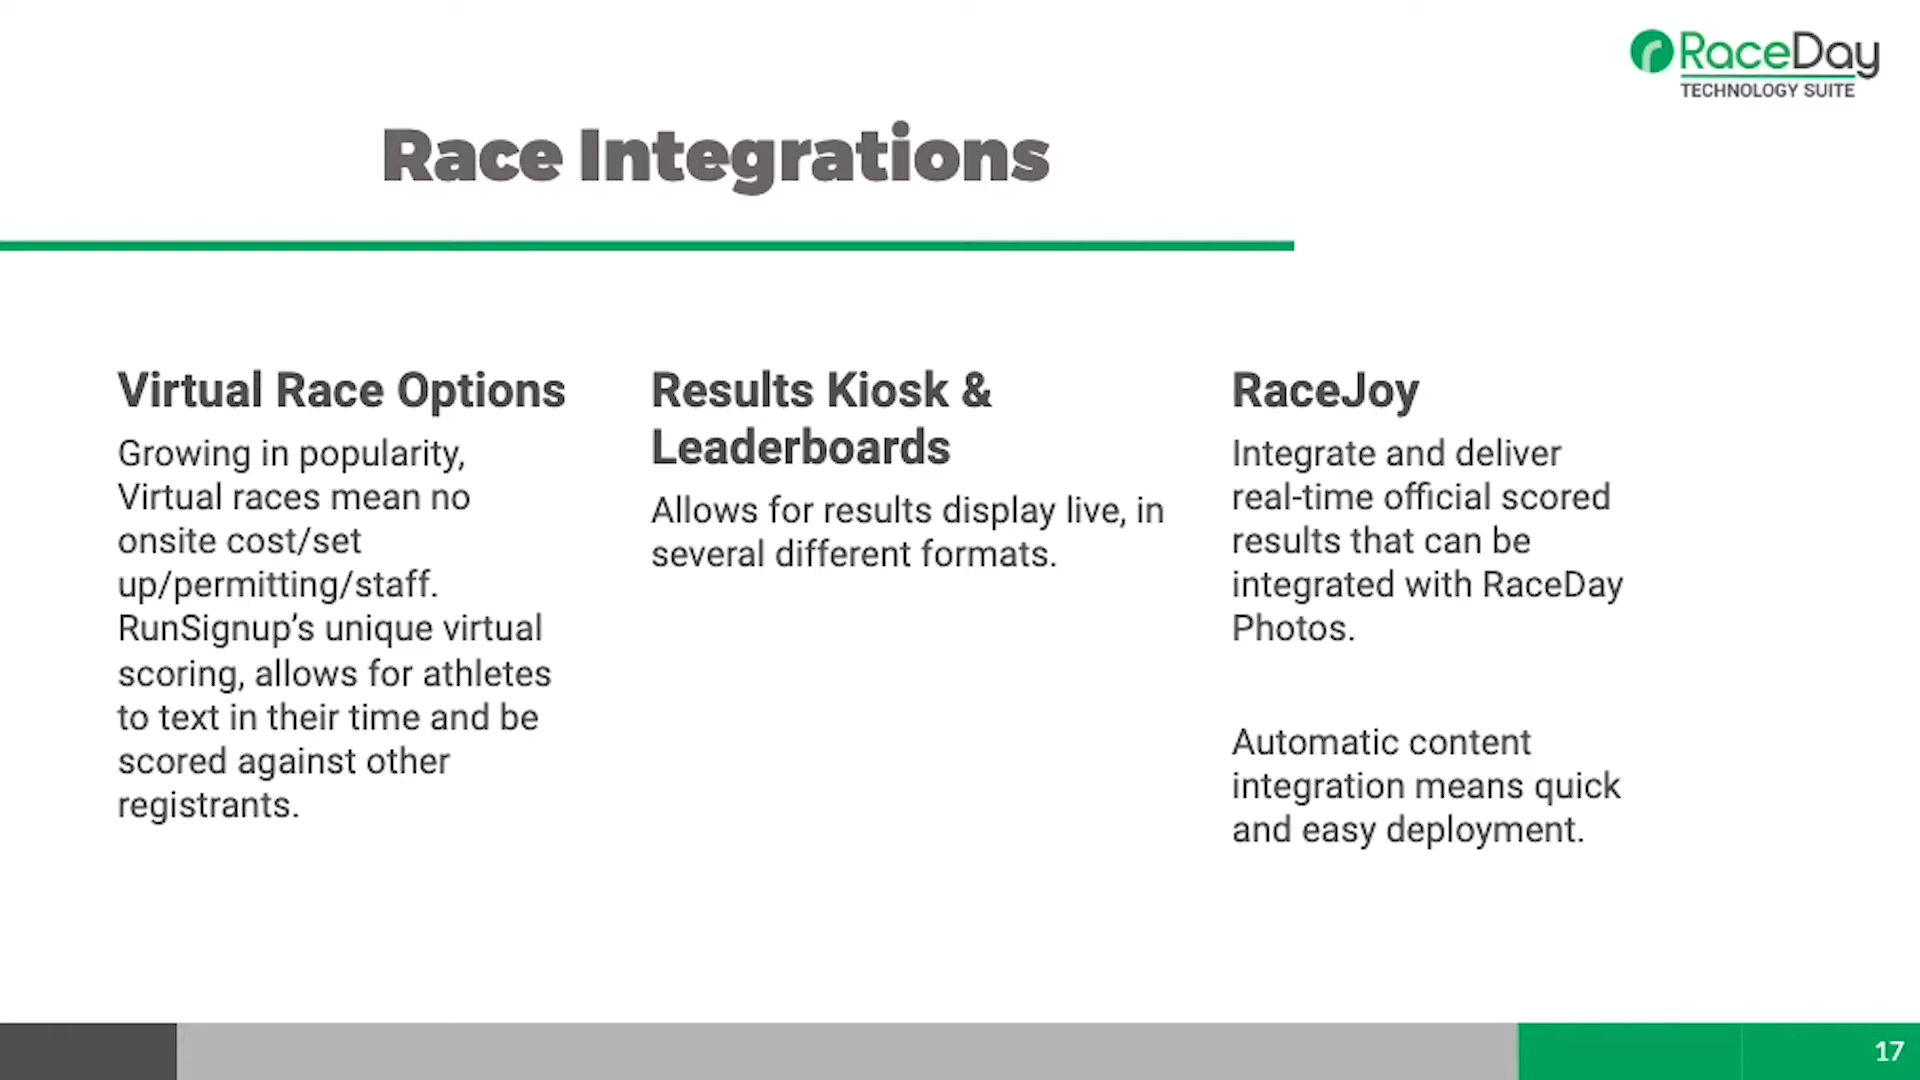 RaceDay
TECHNOLOGY SUITE
Race Integrations
Virtual Race Options
Growing in popularity,
Virtual races mean no
onsite cost/set
up/permitting/staff.
RunSignup’s unique virtual
scoring, allows for athletes
to text in their time and be
scored against other
registrants.
Results Kiosk &
Leaderboards
Allows for results display live, in
several different formats.
RaceJoy
Integrate and deliver
real-time official scored
results that can be
integrated with RaceDay
Photos.
Automatic content
integration means quick
and easy deployment.
17